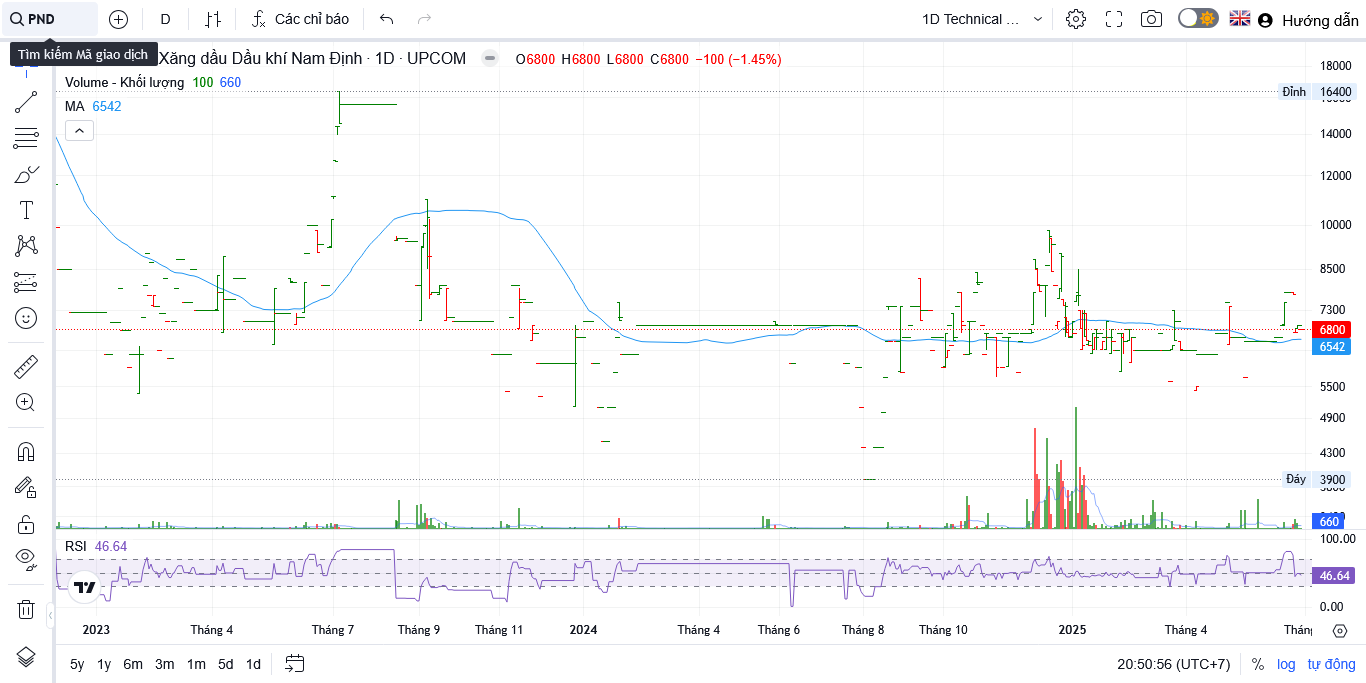 PND
D
Các chỉ báo
1D Technical ...
Hướng dẫn
Tìm kiếm Mã giao dịch
Xăng dầu Dầu khí Nam Định · 1D · UPCOM
O6800 H6800 L6800 C6800 −100 (−1.45%)
Volume - Khối lượng 100 660
MA 6542
18000
Đỉnh 16400
14000
12000
10000
8500
7300
6800
6542
5500
4900
4300
Đáy 3900
660
RSI 46.64
100.00
46.64
0.00
2023 Tháng 4 Tháng 7 Tháng 9 Tháng 11 2024 Tháng 4 Tháng 6 Tháng 8 Tháng 10 2025 Tháng 4
5y 1y 6m 3m 1m 5d 1d
20:50:56 (UTC+7) % log tự động